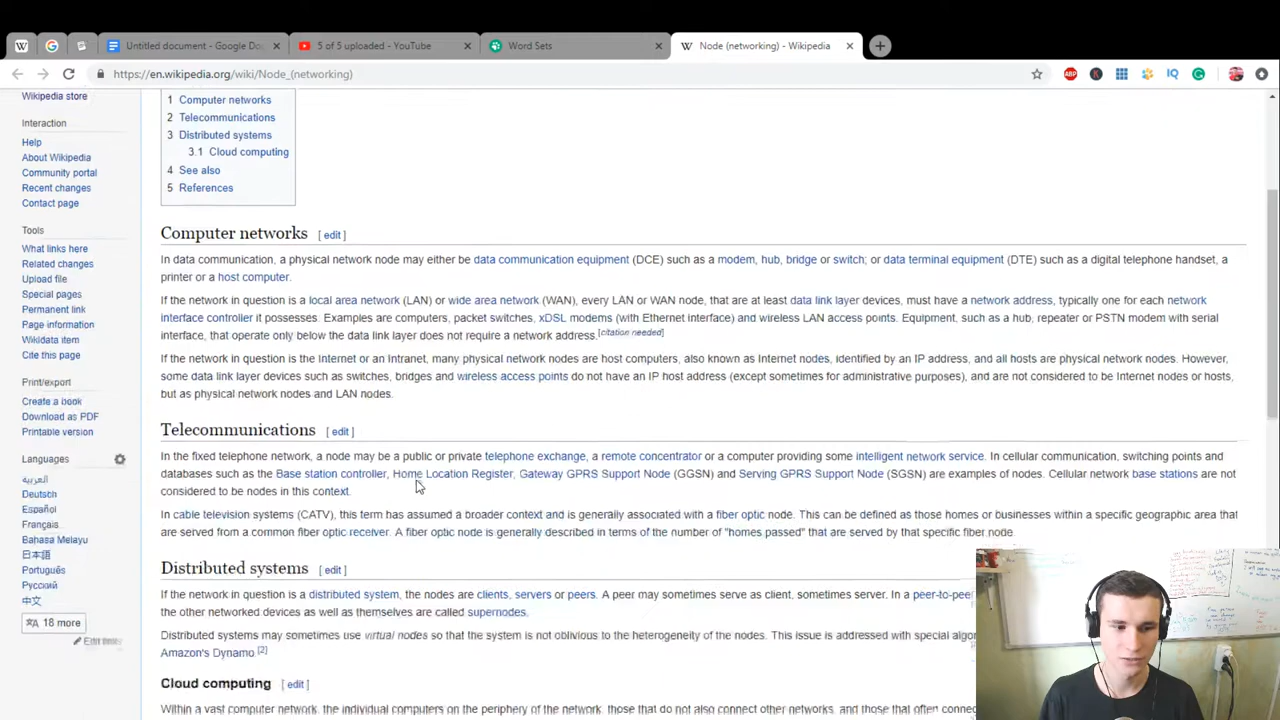 Untitled document - Google Do
5 of 5 uploaded - YouTube
Word Sets
Node (networking) - Wikipedia
https://en.wikipedia.org/wiki/Node_(networking)
Wikipedia store
Interaction
Help
About Wikipedia
Community portal
Recent changes
Contact page
Tools
What links here
Related changes
Upload file
Special pages
Permanent link
Page information
Wikidata item
Cite this page
Print/export
Create a book
Download as PDF
Printable version
Languages
العربية
Deutsch
Español
Français
Bahasa Melayu
日本語
Português
Русский
中文
18 more
Edit links
1 Computer networks
2 Telecommunications
3 Distributed systems
3.1 Cloud computing
4 See also
5 References
Computer networks [ edit ]
In data communication, a physical network node may either be data communication equipment (DCE) such as a modem, hub, bridge or switch; or data terminal equipment (DTE) such as a digital telephone handset, a
printer or a host computer.
If the network in question is a local area network (LAN) or wide area network (WAN), every LAN or WAN node, that are at least data link layer devices, must have a network address, typically one for each network
interface controller it possesses. Examples are computers, packet switches, xDSL modems (with Ethernet interface) and wireless LAN access points. Equipment, such as a hub, repeater or PSTN modem with serial
interface, that operate only below the data link layer does not require a network address.[citation needed]
If the network in question is the Internet or an Intranet, many physical network nodes are host computers, also known as Internet nodes, identified by an IP address, and all hosts are physical network nodes. However,
some data link layer devices such as switches, bridges and wireless access points do not have an IP host address (except sometimes for administrative purposes), and are not considered to be Internet nodes or hosts,
but as physical network nodes and LAN nodes.
Telecommunications [ edit ]
In the fixed telephone network, a node may be a public or private telephone exchange, a remote concentrator or a computer providing some intelligent network service. In cellular communication, switching points and
databases such as the Base station controller, Home Location Register, Gateway GPRS Support Node (GGSN) and Serving GPRS Support Node (SGSN) are examples of nodes. Cellular network base stations are not
considered to be nodes in this context.
In cable television systems (CATV), this term has assumed a broader context and is generally associated with a fiber optic node. This can be defined as those homes or businesses within a specific geographic area that
are served from a common fiber optic receiver. A fiber optic node is generally described in terms of the number of "homes passed" that are served by that specific fiber node.
Distributed systems [ edit ]
If the network in question is a distributed system, the nodes are clients, servers or peers. A peer may sometimes serve as client, sometimes server. In a peer-to-pee
the other networked devices as well as themselves are called supernodes.
Distributed systems may sometimes use virtual nodes so that the system is not oblivious to the heterogeneity of the nodes. This issue is addressed with special algor
Amazon's Dynamo [2]
Cloud computing [ edit ]
Within a vast computer network, the individual computers on the periphery of the network, those that do not also connect other networks, and those that often connec